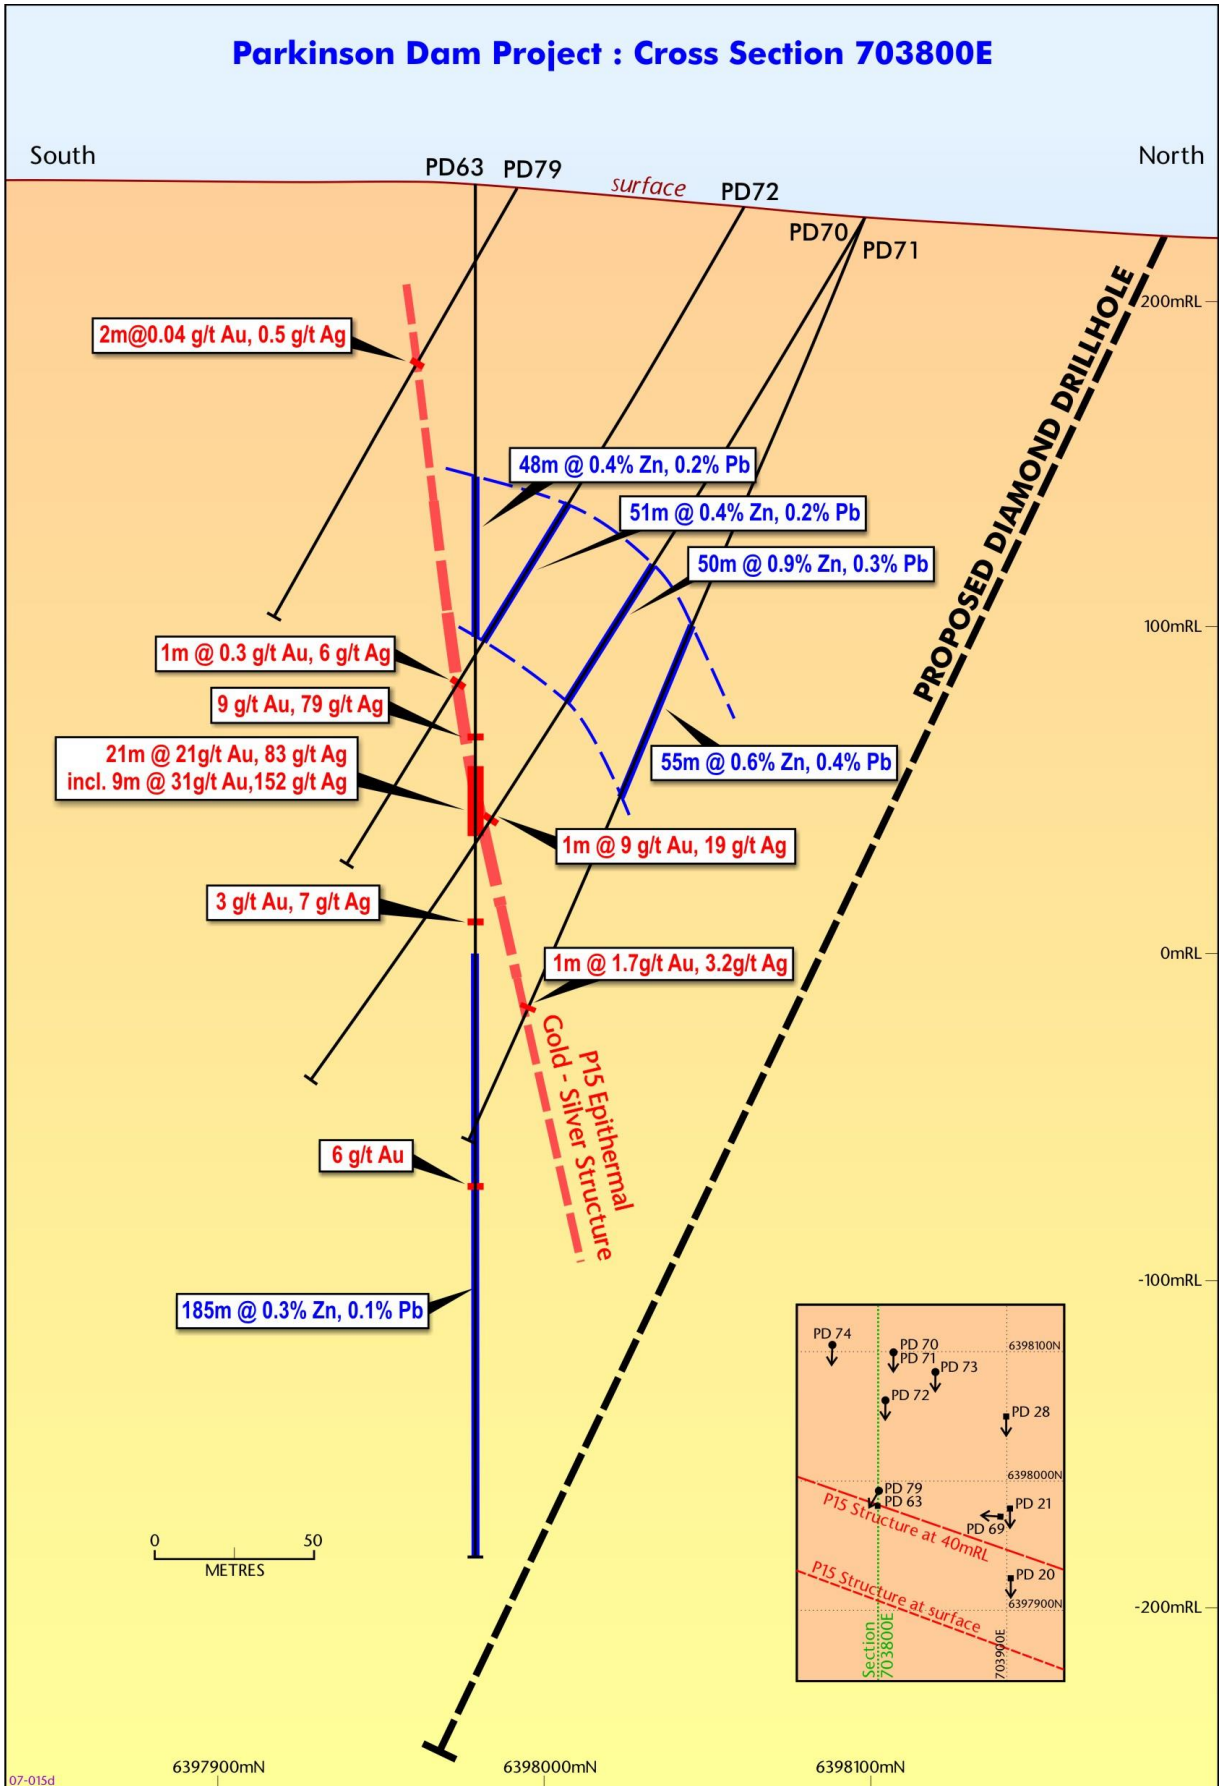 Parkinson Dam Project : Cross Section 703800E
South
North
PD63
PD79
surface
PD72
PD70
PD71
200mRL
2m@0.04 g/t Au, 0.5 g/t Ag
PROPOSED DIAMOND DRILLHOLE
48m @ 0.4% Zn, 0.2% Pb
51m @ 0.4% Zn, 0.2% Pb
50m @ 0.9% Zn, 0.3% Pb
100mRL
1m @ 0.3 g/t Au, 6 g/t Ag
9 g/t Au, 79 g/t Ag
21m @ 21g/t Au, 83 g/t Ag
incl. 9m @ 31g/t Au,152 g/t Ag
55m @ 0.6% Zn, 0.4% Pb
1m @ 9 g/t Au, 19 g/t Ag
3 g/t Au, 7 g/t Ag
0mRL
1m @ 1.7g/t Au, 3.2g/t Ag
P15 Epithermal
Gold - Silver Structure
6 g/t Au
-100mRL
185m @ 0.3% Zn, 0.1% Pb
PD 74
PD 70
PD 71
6398100N
PD 73
PD 72
PD 28
6398000N
PD 79
PD 63
PD 21
PD 69
P15 Structure at 40mRL
PD 20
P15 Structure at surface
6397900N
Section
703800E
703900E
0
50
METRES
-200mRL
6397900mN
6398000mN
6398100mN
07-015d